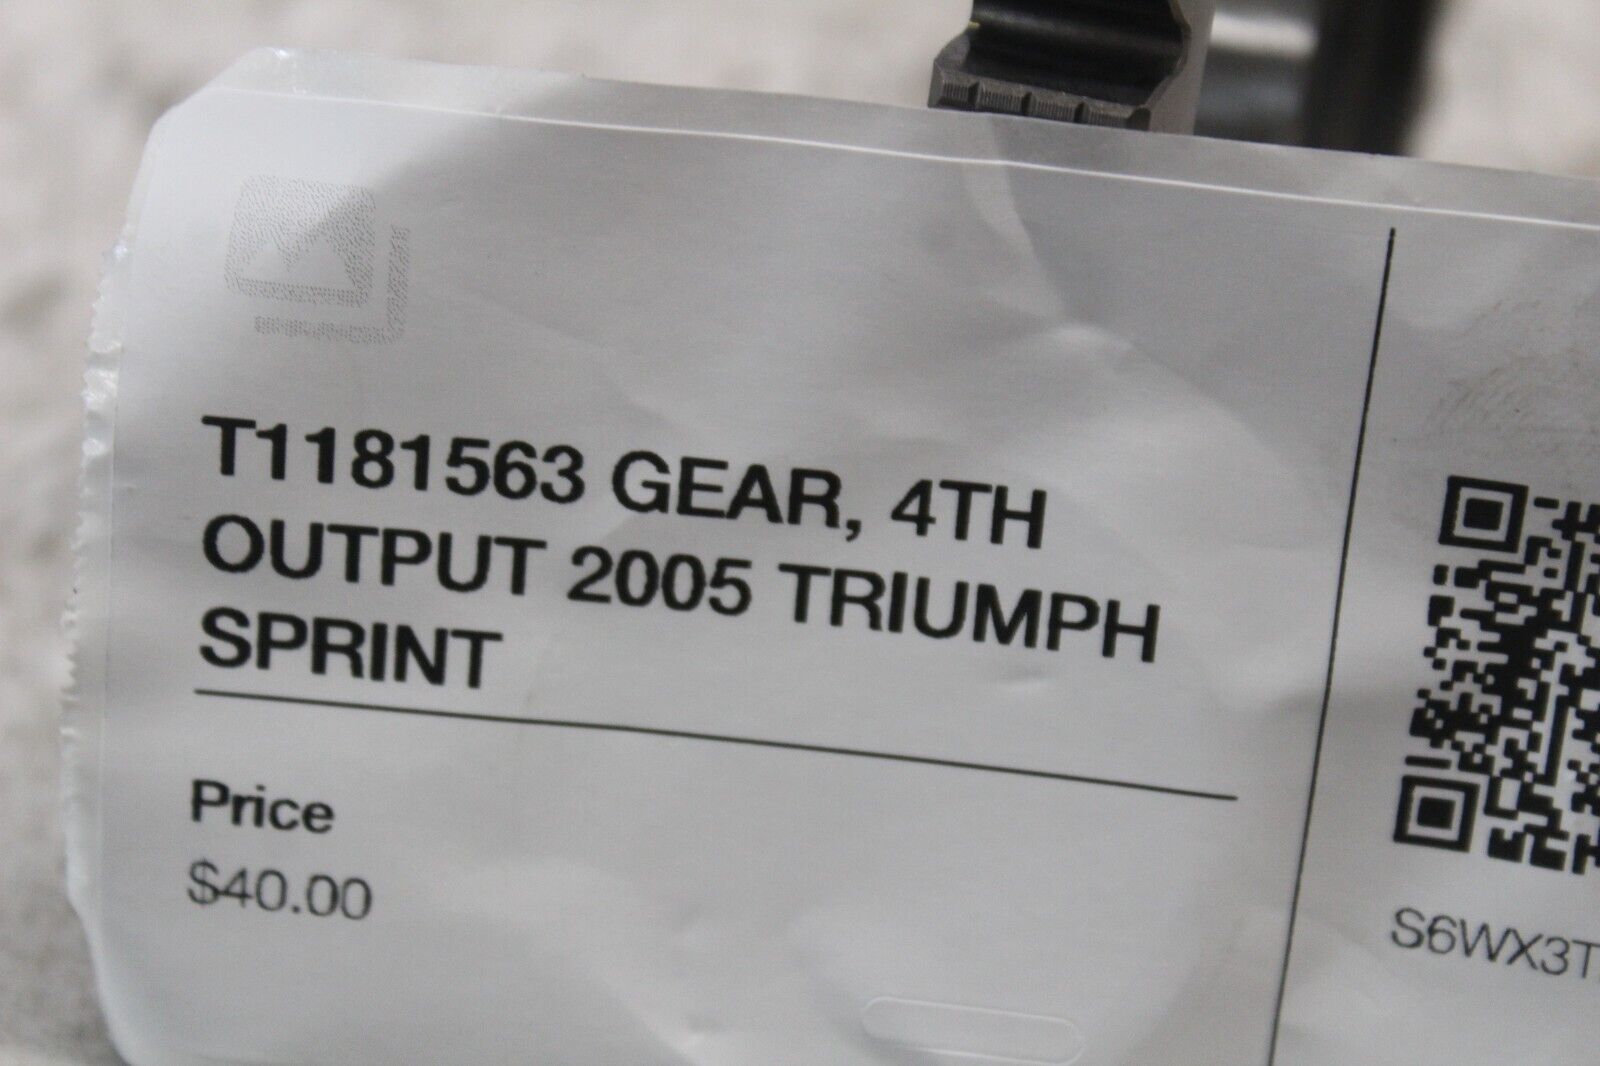 T1181563 GEAR, 4TH
OUTPUT 2005 TRIUMPH
SPRINT
Price
$40.00
S6WX3T